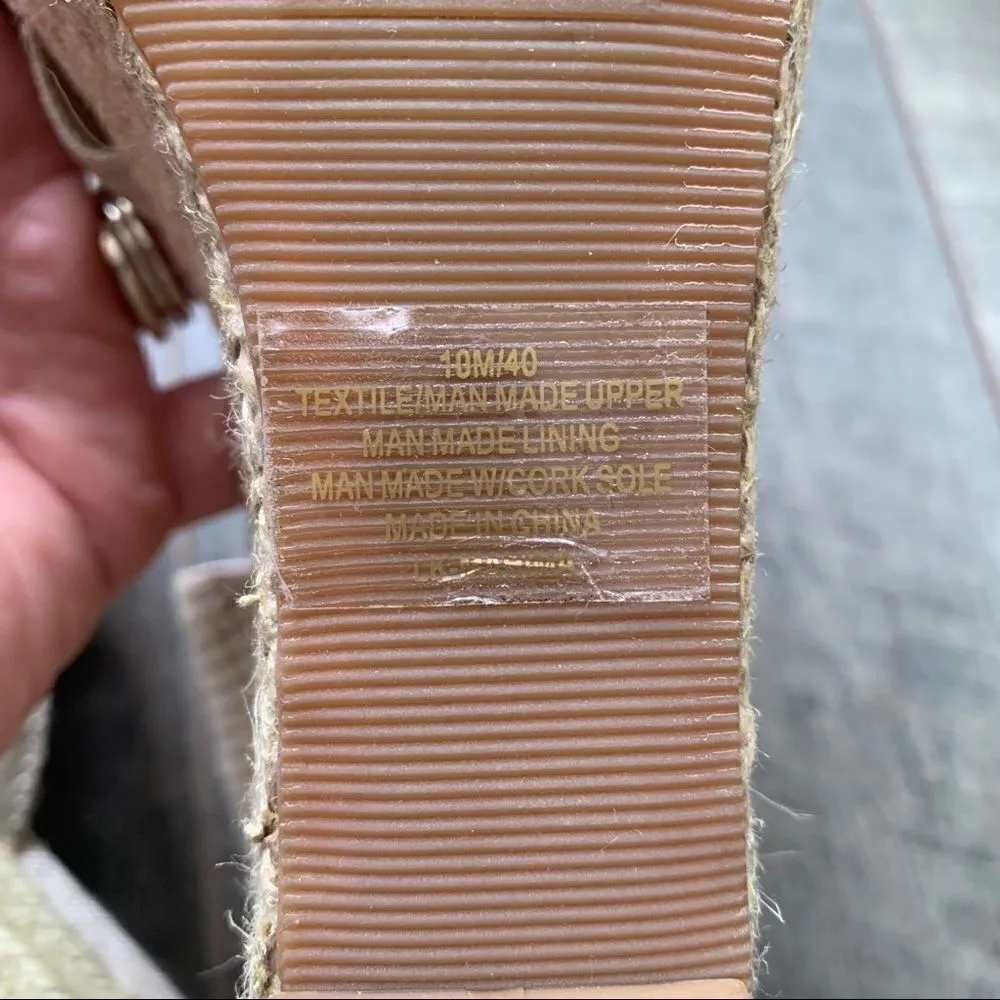 10M/40
TEXTILE/MAN MADE UPPER
MAN MADE LINING
MAN MADE W/CORK SOLE
MADE IN CHINA